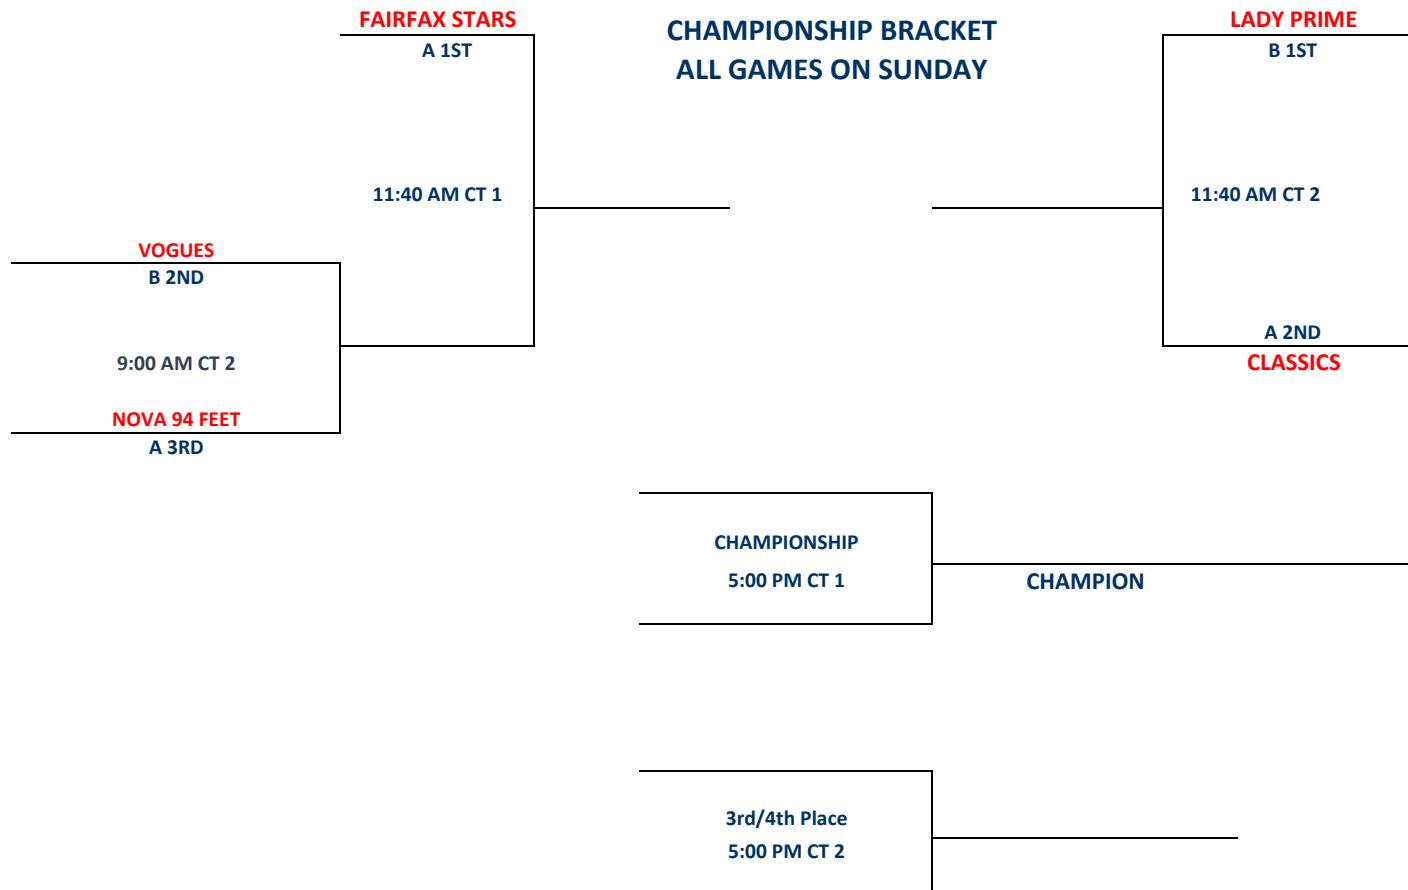 FAIRFAX STARS
A 1ST
CHAMPIONSHIP BRACKET
ALL GAMES ON SUNDAY
LADY PRIME
B 1ST
11:40 AM CT 1
11:40 AM CT 2
VOGUES
B 2ND
9:00 AM CT 2
NOVA 94 FEET
A 3RD
A 2ND
CLASSICS
CHAMPIONSHIP
5:00 PM CT 1
CHAMPION
3rd/4th Place
5:00 PM CT 2